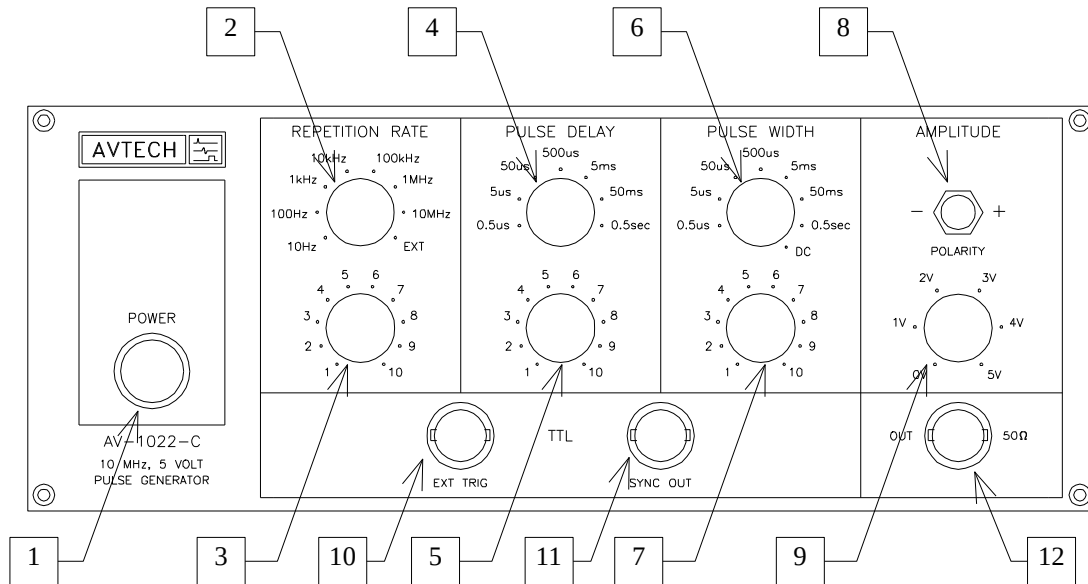 2
4
6
8
REPETITION RATE
PULSE DELAY
PULSE WIDTH
AMPLITUDE
AVTECH
10Hz
100Hz
1kHz
10kHz
100kHz
1MHz
10MHz
EXT
1
2
3
4
5
6
7
8
9
10
0.5us
5us
50us
500us
5ms
50ms
0.5sec
1
2
3
4
5
6
7
8
9
10
0.5us
5us
50us
500us
5ms
50ms
0.5sec
DC
1
2
3
4
5
6
7
8
9
10
− +
POLARITY
0V
1V
2V
3V
4V
5V
POWER
AV-1022-C
10 MHz, 5 VOLT
PULSE GENERATOR
TTL
EXT TRIG
SYNC OUT
OUT
50Ω
1
3
10
5
11
7
9
12